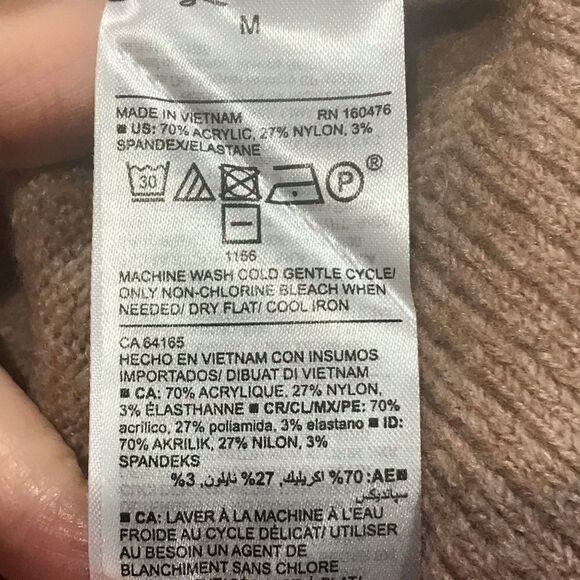 M
MADE IN VIETNAM RN 160476
■ US: 70% ACRYLIC, 27% NYLON, 3%
SPANDEX/ELASTANE
30 P ®
1156
MACHINE WASH COLD GENTLE CYCLE/
ONLY NON-CHLORINE BLEACH WHEN
NEEDED/ DRY FLAT/ COOL IRON
CA 64165
HECHO EN VIETNAM CON INSUMOS
IMPORTADOS/ DIBUAT DI VIETNAM
■ CA: 70% ACRYLIQUE, 27% NYLON,
3% ÉLASTHANNE ■ CR/CL/MX/PE: 70%
acrílico, 27% poliamida, 3% elastano ■ ID:
70% AKRILIK, 27% NILON, 3%
SPANDEKS
■AE: 70% اكريليك, 27% نايلون, 3%
سبانديكس
■ CA: LAVER À LA MACHINE À L'EAU
FROIDE AU CYCLE DÉLICAT/ UTILISER
AU BESOIN UN AGENT DE
BLANCHIMENT SANS CHLORE